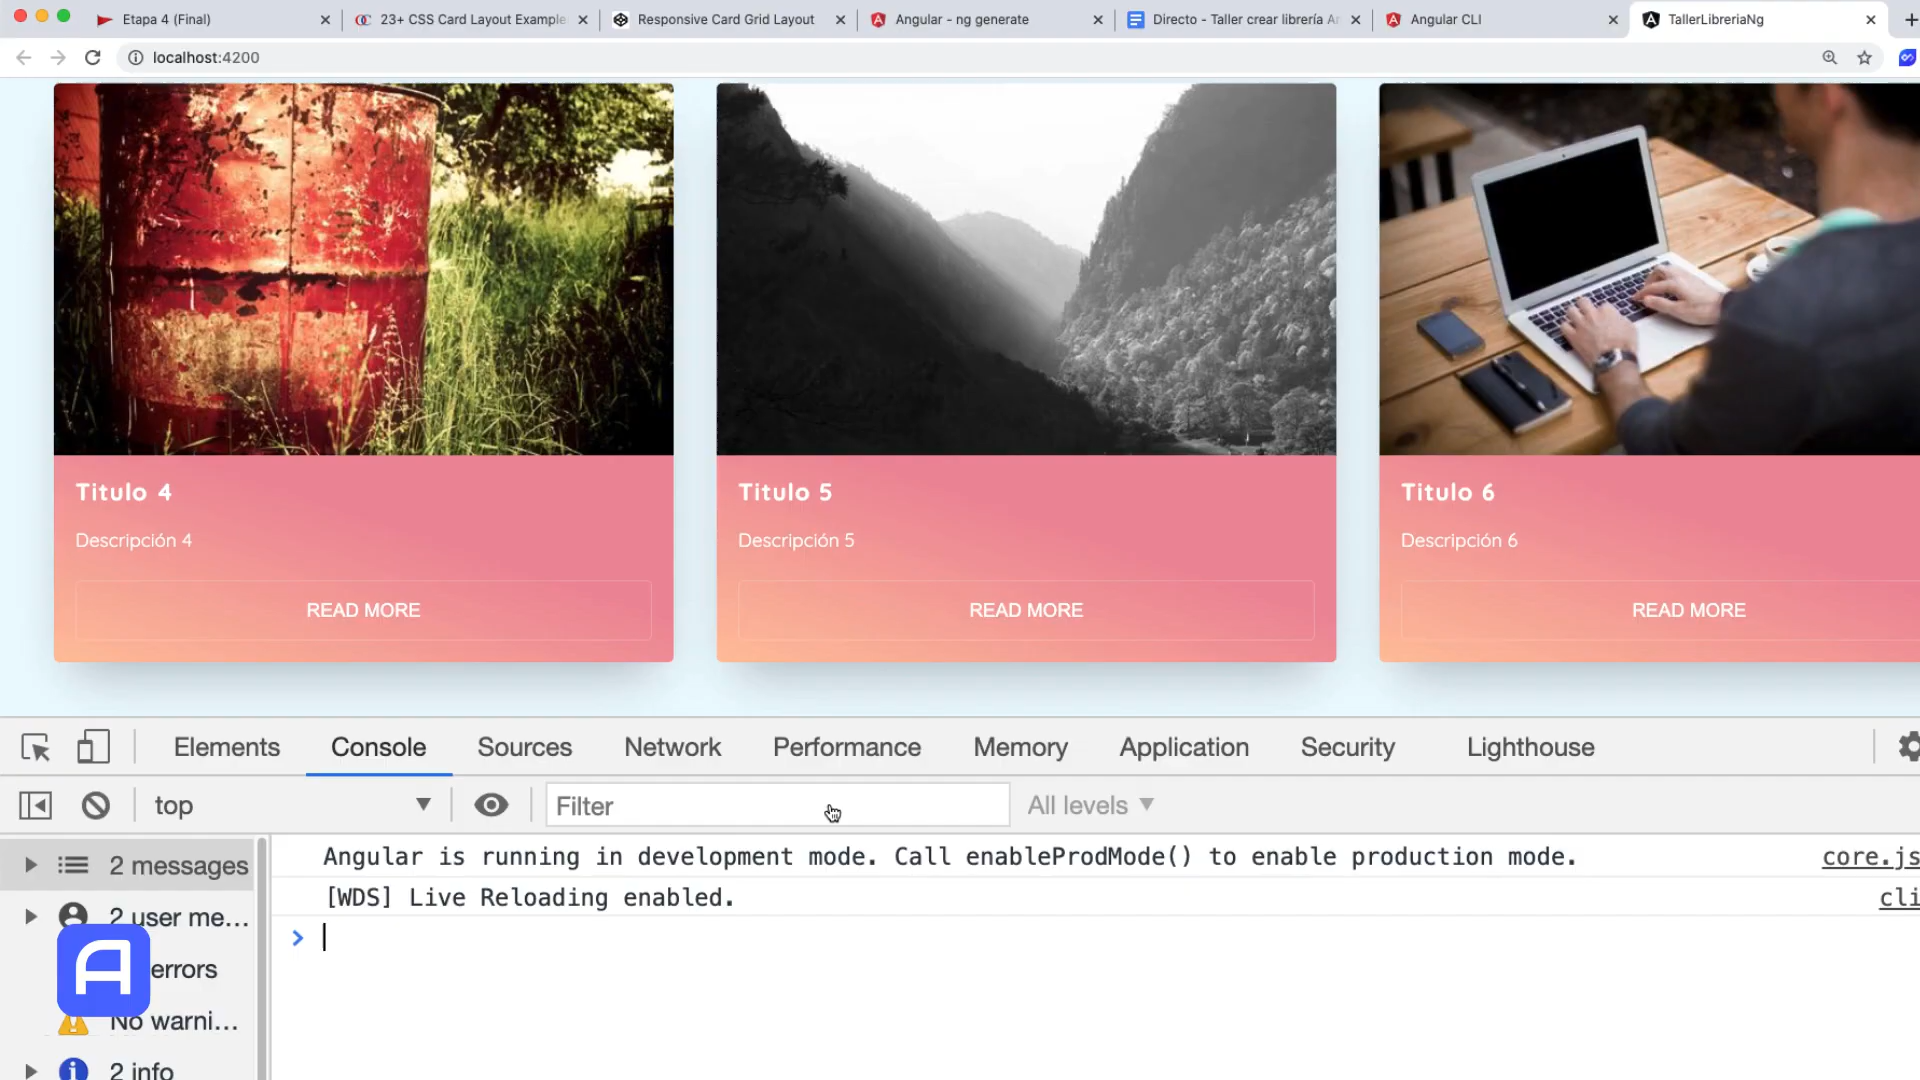 Etapa 4 (Final)
23+ CSS Card Layout Example
Responsive Card Grid Layout
Angular - ng generate
Directo - Taller crear librería
Angular CLI
TallerLibreriaNg
localhost:4200
Titulo 4
Descripción 4
READ MORE
Titulo 5
Descripción 5
READ MORE
Titulo 6
Descripción 6
READ MORE
Elements
Console
Sources
Network
Performance
Memory
Application
Security
Lighthouse
top
Filter
All levels
2 messages
2 user me…
errors
No warni…
2 info
Angular is running in development mode. Call enableProdMode() to enable production mode.
core.js
[WDS] Live Reloading enabled.
cli
>